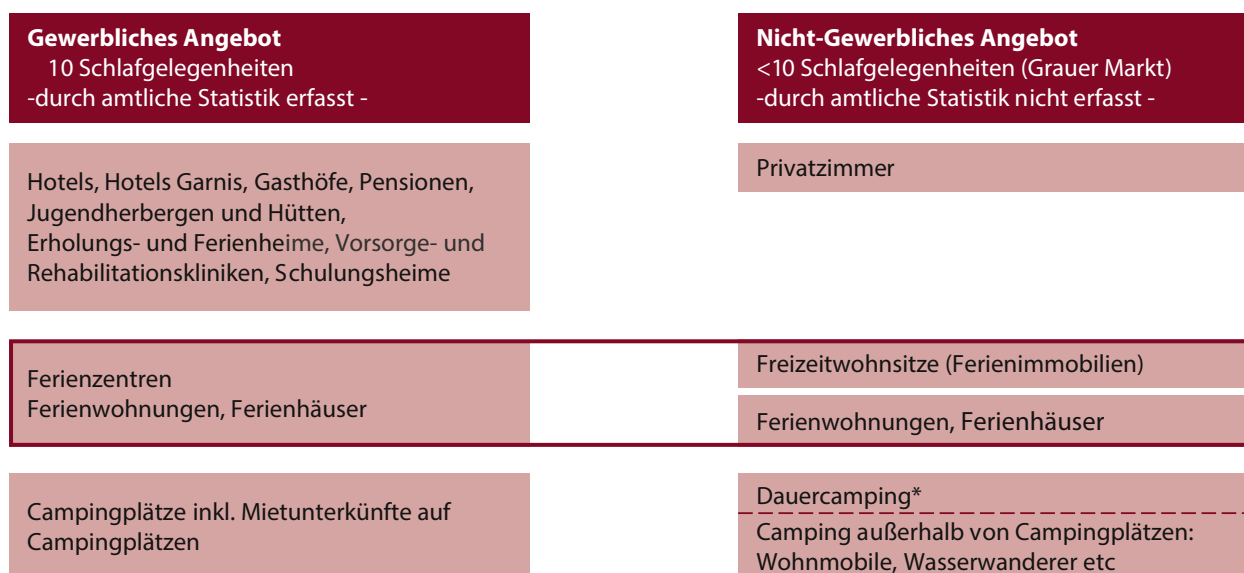 Gewerbliches Angebot
10 Schlafgelegenheiten
-durch amtliche Statistik erfasst -
Nicht-Gewerbliches Angebot
<10 Schlafgelegenheiten (Grauer Markt)
-durch amtliche Statistik nicht erfasst -
Hotels, Hotels Garnis, Gasthöfe, Pensionen,
Jugendherbergen und Hütten,
Erholungs- und Ferienheime, Vorsorge- und
Rehabilitationskliniken, Schulungsheime
Privatzimmer
Ferienzentren
Ferienwohnungen, Ferienhäuser
Freizeitwohnsitze (Ferienimmobilien)
Ferienwohnungen, Ferienhäuser
Campingplätze inkl. Mietunterkünfte auf
Campingplätzen
Dauercamping*
Camping außerhalb von Campingplätzen:
Wohnmobile, Wasserwanderer etc